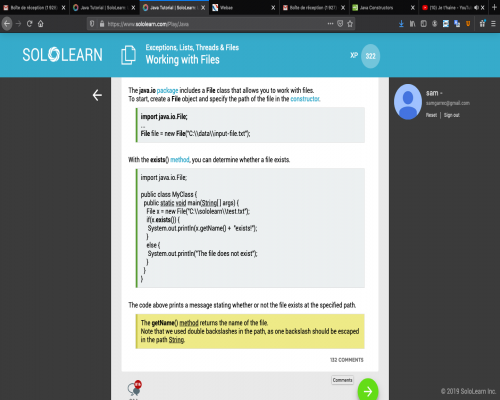 Boîte de réception (1 929)
Java Tutorial | SoloLearn
Java Tutorial | SoloLearn
Webae
Boîte de réception (1 921)
Java Constructors
(10) Je t'haine - YouTu
https://www.sololearn.com/Play/Java
SOLOLEARN
Exceptions, Lists, Threads & Files
Working with Files
XP 322
sam -
Reset | Sign out
The java.io package includes a File class that allows you to work with files.
To start, create a File object and specify the path of the file in the constructor.
import java.io.File;
...
File file = new File("C:\\data\\input-file.txt");
With the exists() method, you can determine whether a file exists.
import java.io.File;
public class MyClass {
public static void main(String[ ] args) {
File x = new File("C:\\sololearn\\test.txt");
if(x.exists()) {
System.out.println(x.getName() + "exists!");
}
else {
System.out.println("The file does not exist");
}
}
}
The code above prints a message stating whether or not the file exists at the specified path.
The getName() method returns the name of the file.
Note that we used double backslashes in the path, as one backslash should be escaped
in the path String.
132 COMMENTS
Comments
© 2019 SoloLearn Inc.